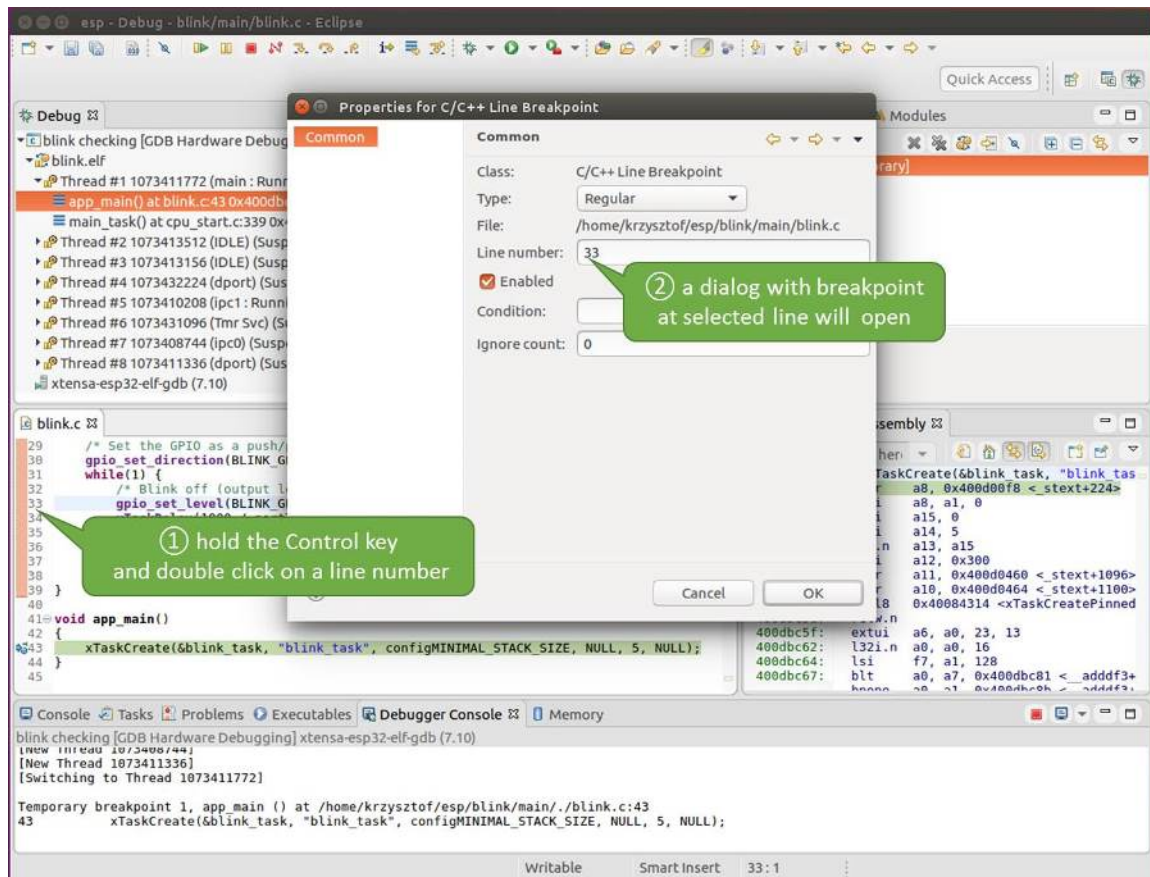 esp - Debug - blink/main/blink.c - Eclipse
Quick Access
Debug
Modules
blink checking [GDB Hardware Debug
blink.elf
Thread #1 1073411772 (main : Runn
app_main() at blink.c:43 0x400db
main_task() at cpu_start.c:339 0x4
Thread #2 1073413512 (IDLE) (Susp
Thread #3 1073413156 (IDLE) (Susp
Thread #4 1073432224 (dport) (Sus
Thread #5 1073410208 (ipc1 : Runni
Thread #6 1073431096 (Tmr Svc) (S
Thread #7 1073408744 (ipc0) (Susp
Thread #8 1073411336 (dport) (Sus
xtensa-esp32-elf-gdb (7.10)
rary]
Properties for C/C++ Line Breakpoint
Common
Common
Class: C/C++ Line Breakpoint
Type: Regular
File: /home/krzysztof/esp/blink/main/blink.c
Line number: 33
Enabled
Condition:
Ignore count: 0
② a dialog with breakpoint
at selected line will open
Cancel OK
blink.c
29 /* Set the GPIO as a push/
30 gpio_set_direction(BLINK_G
31 while(1) {
32 /* Blink off (output l
33 gpio_set_level(BLINK_G
34
35
36
37
38
39 }
40
41 void app_main()
42 {
43 xTaskCreate(&blink_task, "blink_task", configMINIMAL_STACK_SIZE, NULL, 5, NULL);
44 }
45
① hold the Control key
and double click on a line number
sembly
TaskCreate(&blink_task, "blink_tas
a8, 0x400d00f8 <_stext+224>
a8, a1, 0
a15, 0
a14, 5
.n a13, a15
a12, 0x300
a11, 0x400d0460 <_stext+1096>
a10, 0x400d0464 <_stext+1100>
l8 0x40084314 <xTaskCreatePinned
400dbc5f: extui a6, a0, 23, 13
400dbc62: l32i.n a0, a0, 16
400dbc64: lsi f7, a1, 128
400dbc67: blt a0, a7, 0x400dbc81 <__adddf3+
Console Tasks Problems Executables Debugger Console Memory
blink checking [GDB Hardware Debugging] xtensa-esp32-elf-gdb (7.10)
[New Thread 1073408744]
[New Thread 1073411336]
[Switching to Thread 1073411772]
Temporary breakpoint 1, app_main () at /home/krzysztof/esp/blink/main/./blink.c:43
43 xTaskCreate(&blink_task, "blink_task", configMINIMAL_STACK_SIZE, NULL, 5, NULL);
Writable Smart Insert 33 : 1